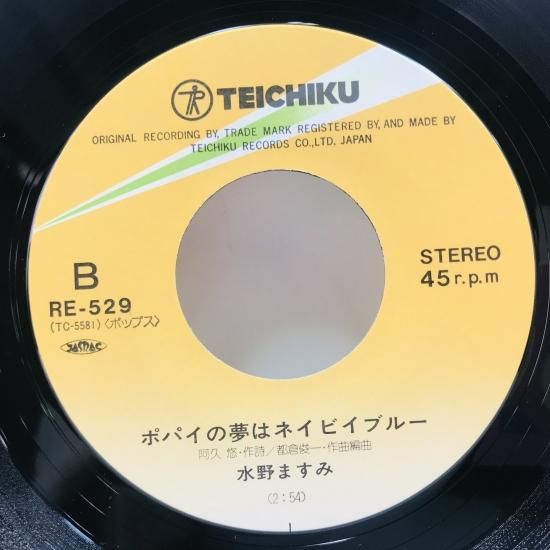 TEICHIKU
ORIGINAL RECORDING BY, TRADE MARK REGISTERED BY, AND MADE BY
TEICHIKU RECORDS CO.,LTD. JAPAN
B
RE-529
(TC-5581)〈ポップス〉
JASRAC
STEREO
45 r.p.m
ポパイの夢はネイビイブルー
阿久 悠・作詩／都倉俊一・作曲編曲
水野ますみ
(2:54)